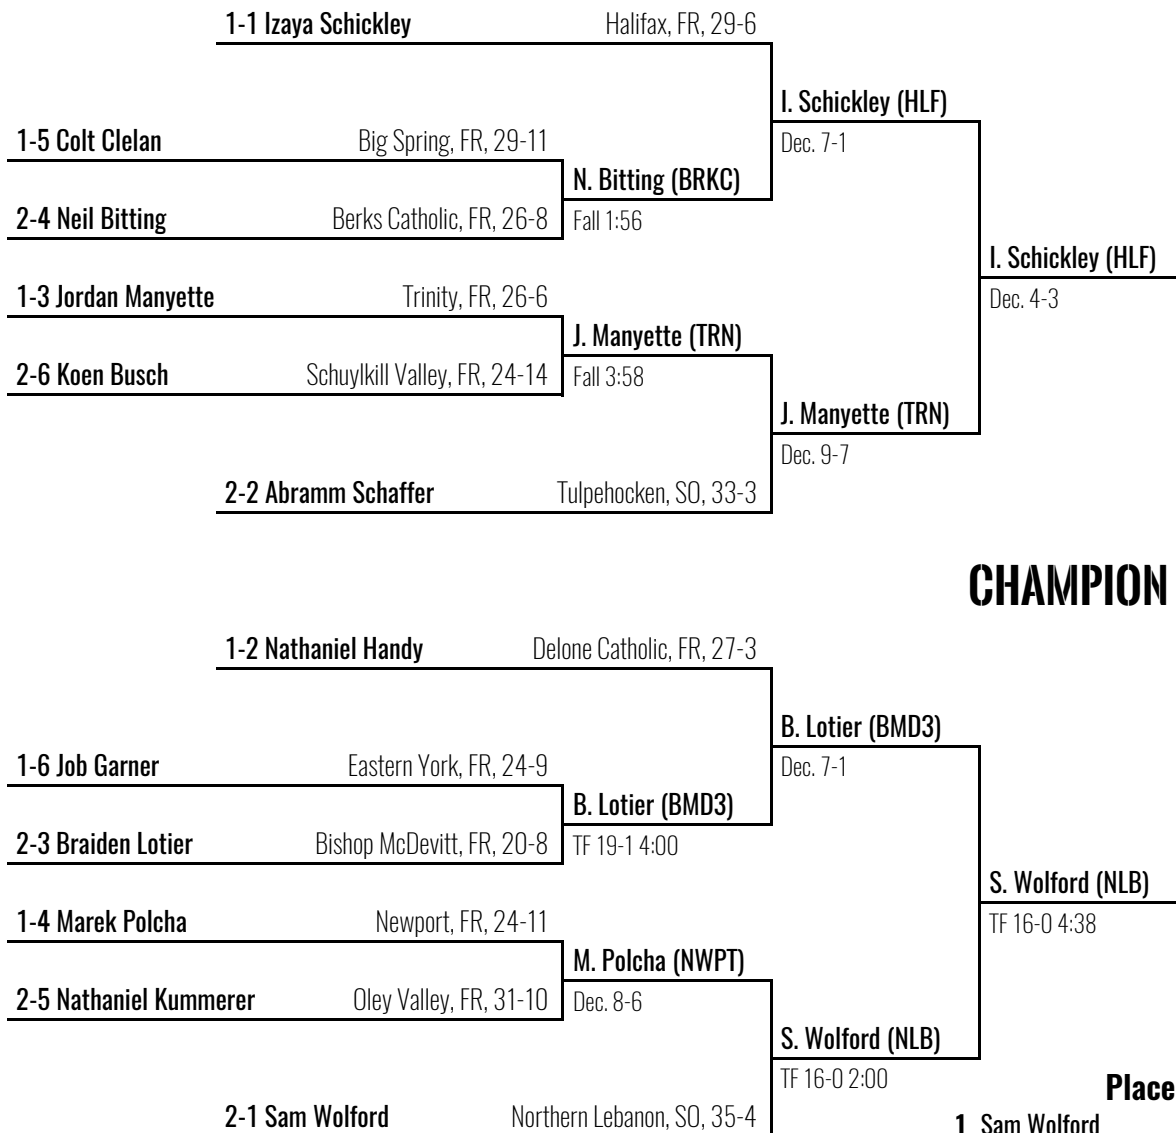 1-1 Izaya Schickley Halifax, FR, 29-6
I. Schickley (HLF)
1-5 Colt Clelan Big Spring, FR, 29-11
Dec. 7-1
N. Bitting (BRKC)
2-4 Neil Bitting Berks Catholic, FR, 26-8
Fall 1:56
I. Schickley (HLF)
1-3 Jordan Manyette Trinity, FR, 26-6
Dec. 4-3
J. Manyette (TRN)
2-6 Koen Busch Schuylkill Valley, FR, 24-14
Fall 3:58
J. Manyette (TRN)
Dec. 9-7
2-2 Abramm Schaffer Tulpehocken, SO, 33-3
CHAMPION
1-2 Nathaniel Handy Delone Catholic, FR, 27-3
B. Lotier (BMD3)
1-6 Job Garner Eastern York, FR, 24-9
Dec. 7-1
B. Lotier (BMD3)
2-3 Braiden Lotier Bishop McDevitt, FR, 20-8
TF 19-1 4:00
S. Wolford (NLB)
1-4 Marek Polcha Newport, FR, 24-11
TF 16-0 4:38
M. Polcha (NWPT)
2-5 Nathaniel Kummerer Oley Valley, FR, 31-10
Dec. 8-6
S. Wolford (NLB)
TF 16-0 2:00
Place
2-1 Sam Wolford Northern Lebanon, SO, 35-4
1 Sam Wolford